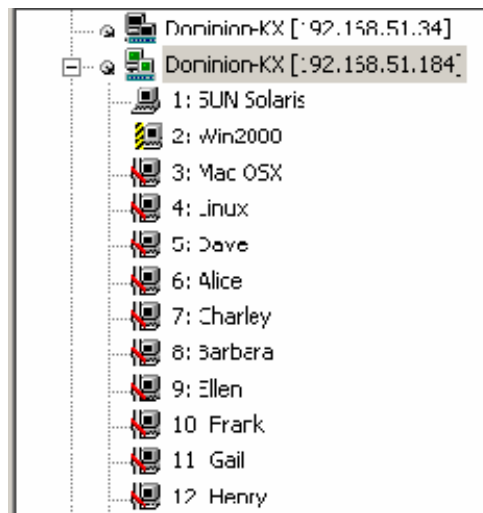 Dominion-KX [192.168.51.34]
Dominion-KX [192.168.51.184]
1: SUN Solaris
2: Win2000
3: Mac OSX
4: Linux
5: Dave
6: Alice
7: Charley
8: Barbara
9: Ellen
10 Frank
11 Gail
12 Henry